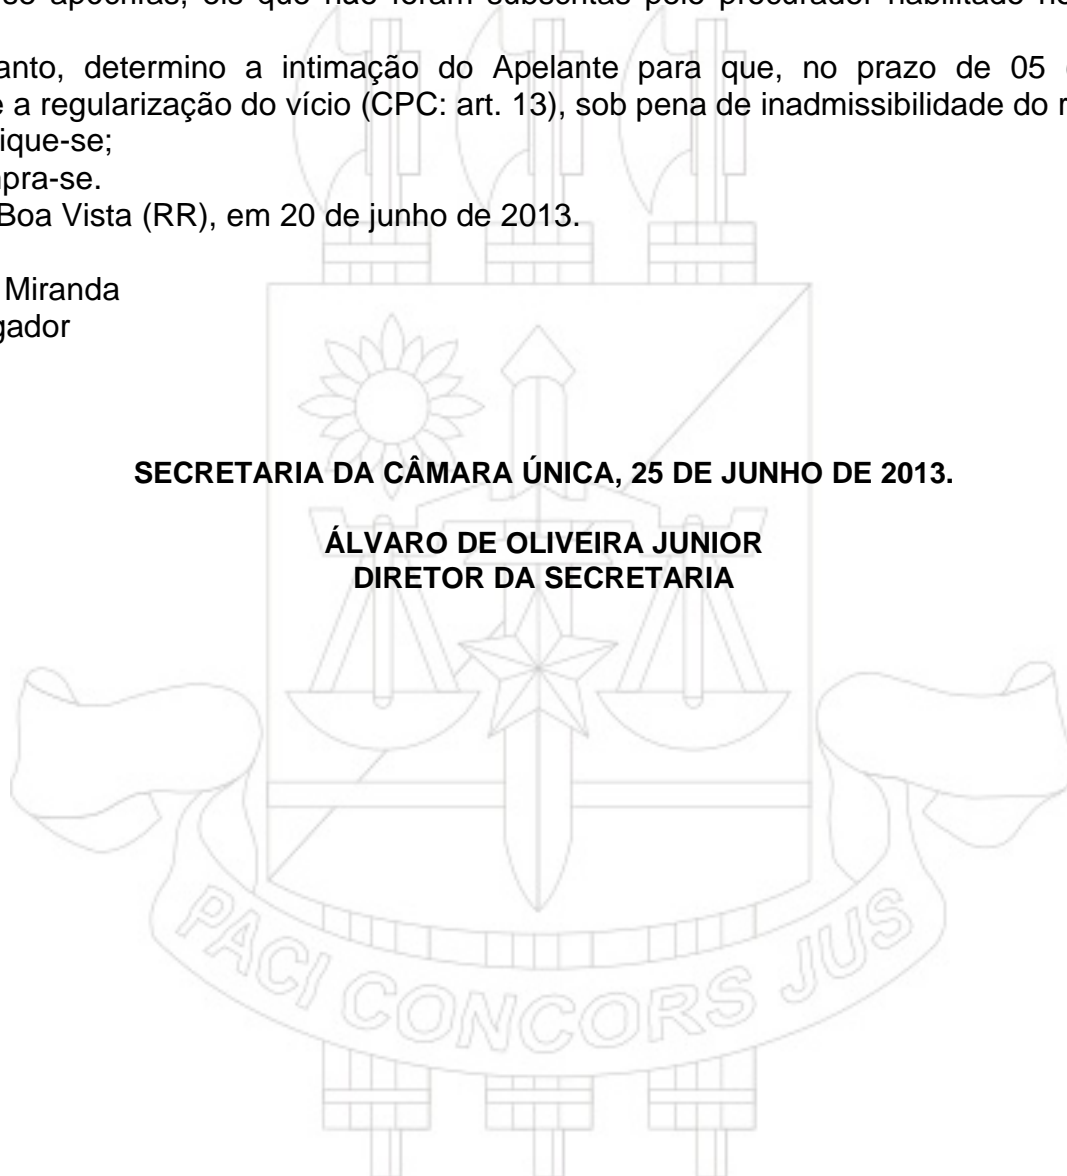 apócrifas, eis que não foram subscritas pelo procurador habilitado
anto, determino a intimação do Apelante para que, no prazo de 05
e a regularização do vício (CPC: art. 13), sob pena de inadmissibilidade do r
ique-se;
pra-se.
Boa Vista (RR), em 20 de junho de 2013.
Miranda
gador
SECRETARIA DA CÂMARA ÚNICA, 25 DE JUNHO DE 2013.
ÁLVARO DE OLIVEIRA JUNIOR
DIRETOR DA SECRETARIA
PACI CONCORS JUS